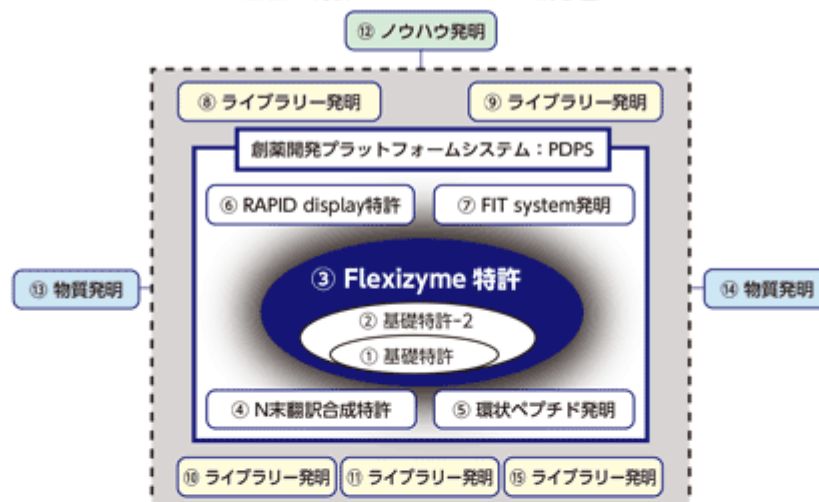 ⑫ ノウハウ発明
⑧ ライブラリー発明
⑨ ライブラリー発明
創薬開発プラットフォームシステム：PDPS
⑥ RAPID display特許
⑦ FIT system発明
③ Flexizyme 特許
② 基礎特許-2
① 基礎特許
⑬ 物質発明
⑭ 物質発明
④ N末翻訳合成特許
⑤ 環状ペプチド発明
⑩ ライブラリー発明
⑪ ライブラリー発明
⑮ ライブラリー発明